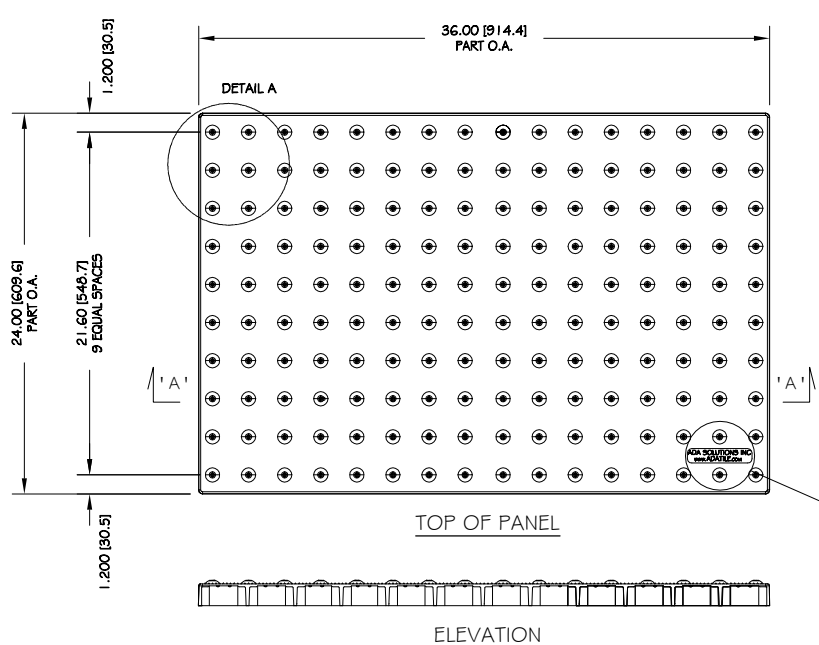 36.00 [914.4]
PART O.A.
1.200 [30.5]
DETAIL A
24.00 [609.6]
PART O.A.
21.60 [548.7]
9 EQUAL SPACES
'A'
'A'
ADA SOLUTIONS INC
www.ADATILE.com
1.200 [30.5]
TOP OF PANEL
ELEVATION